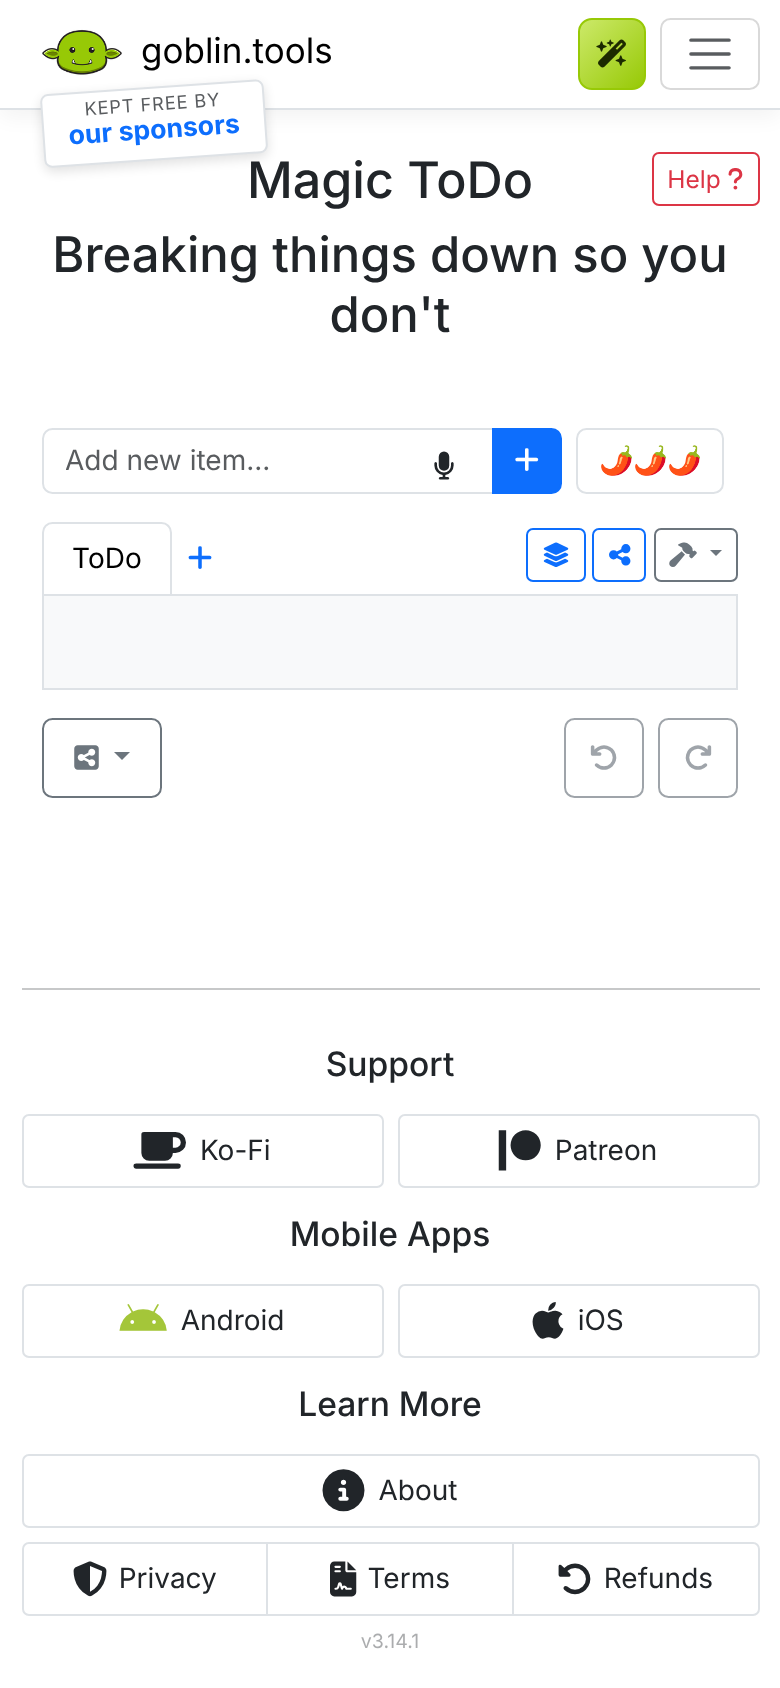 goblin.tools
KEPT FREE BY
our sponsors
Magic ToDo
Help ?
Breaking things down so you
don't
Add new item...
ToDo
Support
Ko-Fi
Patreon
Mobile Apps
Android
iOS
Learn More
About
Privacy
Terms
Refunds
v3.14.1